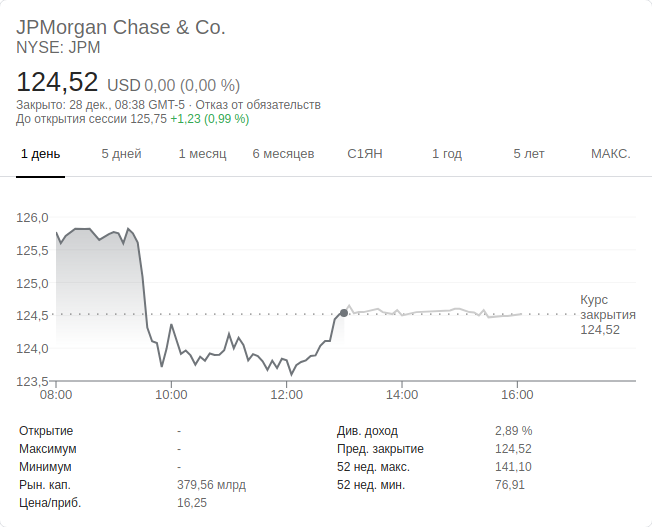 JPMorgan Chase & Co.
NYSE: JPM
124,52 USD 0,00 (0,00 %)
Закрыто: 28 дек., 08:38 GMT-5 · Отказ от обязательств
До открытия сессии 125,75 +1,23 (0,99 %)
1 день 5 дней 1 месяц 6 месяцев С1ЯН 1 год 5 лет МАКС.
126,0
125,5
125,0
124,5
124,0
123,5
Курс
закрытия
124,52
08:00 10:00 12:00 14:00 16:00
Открытие - Див. доход 2,89 %
Максимум - Пред. закрытие 124,52
Минимум - 52 нед. макс. 141,10
Рын. кап. 379,56 млрд 52 нед. мин. 76,91
Цена/приб. 16,25